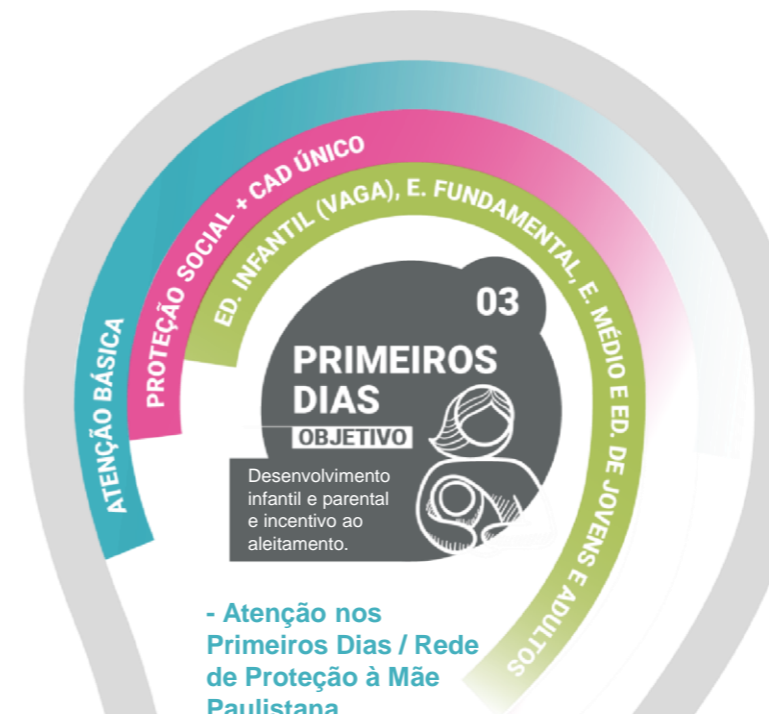 ATENÇÃO BÁSICA
PROTEÇÃO SOCIAL + CAD ÚNICO
ED. INFANTIL (VAGA), E. FUNDAMENTAL, E. MÉDIO E ED. DE JOVENS E ADULTOS
03
PRIMEIROS
DIAS
OBJETIVO
Desenvolvimento
infantil e parental
e incentivo ao
aleitamento.
- Atenção nos
Primeiros Dias / Rede
de Proteção à Mãe
Paulistana